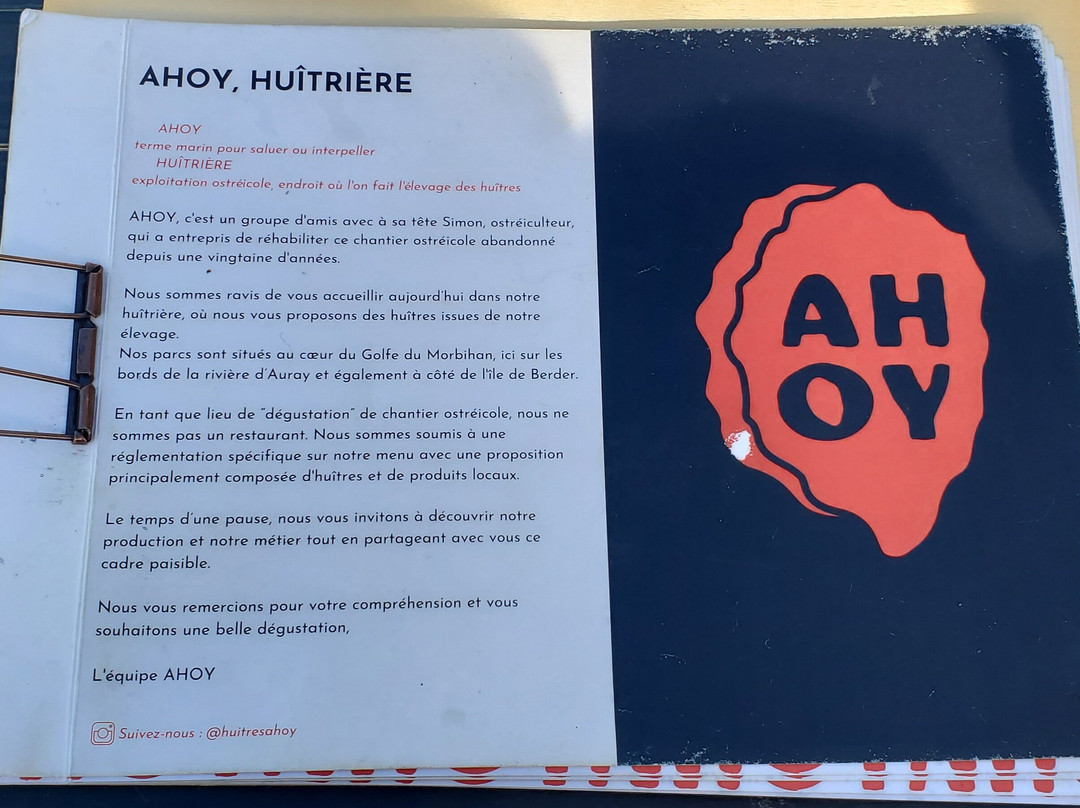 AHOY, HUÎTRIÈRE
AHOY
terme marin pour saluer ou interpeller
HUÎTRIÈRE
exploitation ostréicole, endroit où l'on fait l'élevage des huîtres
AHOY, c'est un groupe d'amis avec à sa tête Simon, ostréiculteur,
qui a entrepris de réhabiliter ce chantier ostréicole abandonné
depuis une vingtaine d'années.
Nous sommes ravis de vous accueillir aujourd'hui dans notre
huîtrière, où nous vous proposons des huîtres issues de notre
élevage.
Nos parcs sont situés au cœur du Golfe du Morbihan, ici sur les
bords de la rivière d'Auray et également à côté de l'île de Berder.
En tant que lieu de "dégustation" de chantier ostréicole, nous ne
sommes pas un restaurant. Nous sommes soumis à une
réglementation spécifique sur notre menu avec une proposition
principalement composée d'huîtres et de produits locaux.
Le temps d'une pause, nous vous invitons à découvrir notre
production et notre métier tout en partageant avec vous ce
cadre paisible.
Nous vous remercions pour votre compréhension et vous
souhaitons une belle dégustation,
L'équipe AHOY
Suivez-nous : @huitresahoy
AH
OY